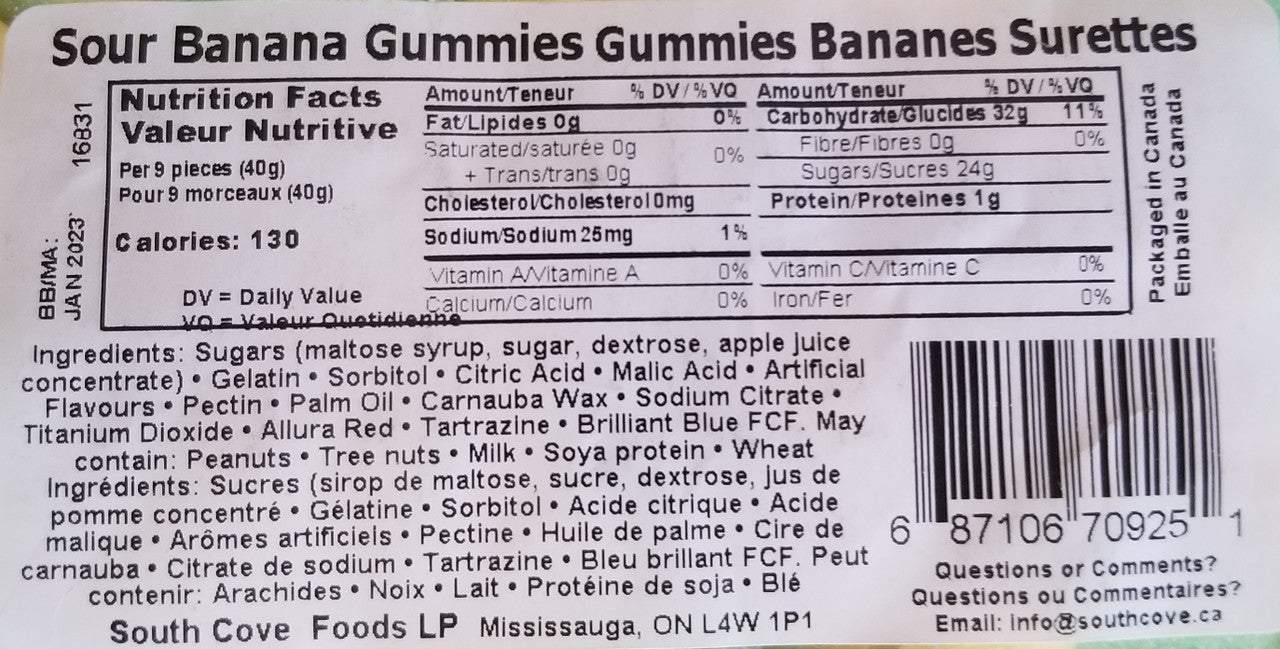 Sour Banana Gummies Gummies Bananes Surettes
BB/MA: 16831
JAN 2023
Nutrition Facts
Valeur Nutritive
Per 9 pieces (40g)
Pour 9 morceaux (40g)
Calories: 130
DV = Daily Value
VQ = Valeur Quotidienne
Amount/Teneur % DV / % VQ
Fat/Lipides 0g 0%
Saturated/saturée 0g
+ Trans/trans 0g 0%
Cholesterol/Cholesterol 0mg
Sodium/Sodium 25mg 1%
Vitamin A/Vitamine A 0%
Calcium/Calcium 0%
Amount/Teneur % DV / % VQ
Carbohydrate/Glucides 32g 11%
Fibre/Fibres 0g 0%
Sugars/Sucres 24g
Protein/Proteines 1g
Vitamin C/Vitamine C 0%
Iron/Fer 0%
Packaged in Canada
Emballe au Canada
Ingredients: Sugars (maltose syrup, sugar, dextrose, apple juice
concentrate) • Gelatin • Sorbitol • Citric Acid • Malic Acid • Artificial
Flavours • Pectin • Palm Oil • Carnauba Wax • Sodium Citrate •
Titanium Dioxide • Allura Red • Tartrazine • Brilliant Blue FCF. May
contain: Peanuts • Tree nuts • Milk • Soya protein • Wheat
Ingrédients: Sucres (sirop de maltose, sucre, dextrose, jus de
pomme concentré • Gélatine • Sorbitol • Acide citrique • Acide
malique • Arômes artificiels • Pectine • Huile de palme • Cire de
carnauba • Citrate de sodium • Tartrazine • Bleu brillant FCF. Peut
contenir: Arachides • Noix • Lait • Protéine de soja • Blé
South Cove Foods LP Mississauga, ON L4W 1P1
6 87106 70925 1
Questions or Comments?
Questions ou Commentaires?
Email: info@southcove.ca